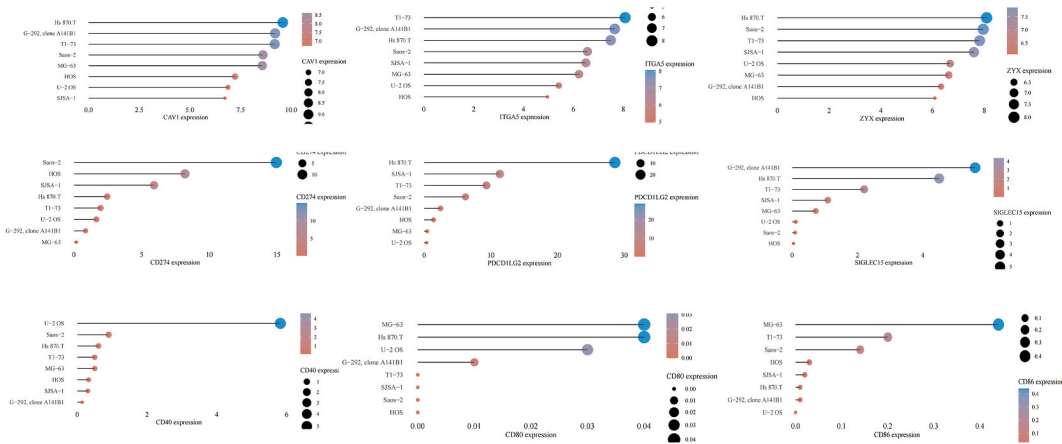 Hs 870.T
G-292, clone A141B1
T1-73
Saos-2
MG-63
HOS
U-2 OS
SJSA-1
0.0
2.5
5.0
7.5
10.0
CAV1 expression
8.5
8.0
7.5
7.0
CAV1 expression
7.0
7.5
8.0
8.5
9.0
T1-73
G-292, clone A141B1
Hs 870.T
Saos-2
SJSA-1
MG-63
U-2 OS
HOS
0
2
4
6
8
ITGA5 expression
6
7
8
ITGA5 expression
8
7
6
5
Hs 870.T
Saos-2
T1-73
SJSA-1
U-2 OS
MG-63
G-292, clone A141B1
HOS
0
2
4
6
8
ZYX expression
7.5
7.0
6.5
ZYX expression
6.5
7.0
7.5
8.0
Saos-2
HOS
SJSA-1
Hs 870.T
T1-73
U-2 OS
G-292, clone A141B1
MG-63
0
5
10
15
CD274 expression
CD274 expression
5
10
CD274 expression
10
5
Hs 870.T
SJSA-1
T1-73
Saos-2
G-292, clone A141B1
HOS
MG-63
U-2 OS
0
10
20
30
PDCD1LG2 expression
PDCD1LG2 expression
10
20
PDCD1LG2 expression
20
10
G-292, clone A141B1
Hs 870.T
T1-73
SJSA-1
MG-63
U-2 OS
Saos-2
HOS
0
2
4
6
SIGLEC15 expression
4
3
2
1
SIGLEC15 expression
1
2
3
4
5
U-2 OS
Saos-2
Hs 870.T
T1-73
MG-63
HOS
SJSA-1
G-292, clone A141B1
0
2
4
6
CD40 expression
4
3
2
1
CD40 expression
1
2
3
4
5
MG-63
Hs 870.T
U-2 OS
G-292, clone A141B1
T1-73
SJSA-1
Saos-2
HOS
0.00
0.01
0.02
0.03
0.04
CD80 expression
0.03
0.02
0.01
0.00
CD80 expression
0.00
0.01
0.02
0.03
0.04
MG-63
T1-73
Saos-2
HOS
SJSA-1
Hs 870.T
G-292, clone A141B1
U-2 OS
0.0
0.1
0.2
0.3
0.4
CD86 expression
0.1
0.2
0.3
0.4
CD86 expression
0.4
0.3
0.2
0.1